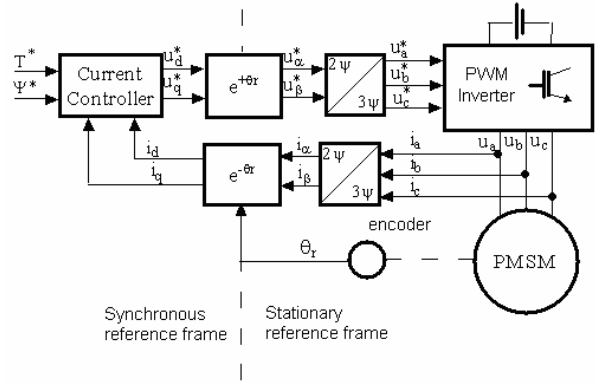 T*
Ψ*
Current
Controller
u*d
u*q
e^+θr
u*α
u*β
2ψ
3ψ
u*a
u*b
u*c
PWM
Inverter
id
iq
e^-θr
iα
iβ
2ψ
3ψ
ia
ib
ic
ua ub uc
encoder
θr
PMSM
Synchronous
reference frame
Stationary
reference frame